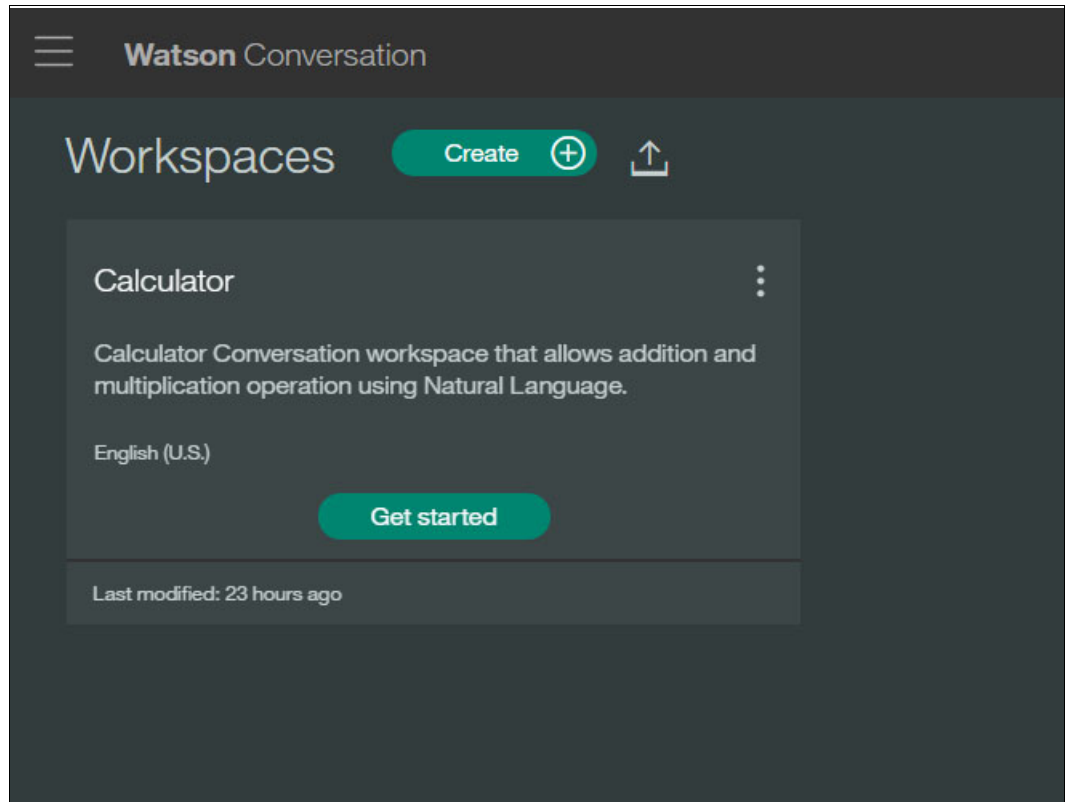 Watson Conversation
Workspaces
Create
Calculator
Calculator Conversation workspace that allows addition and
multiplication operation using Natural Language.
English (U.S.)
Get started
Last modified: 23 hours ago